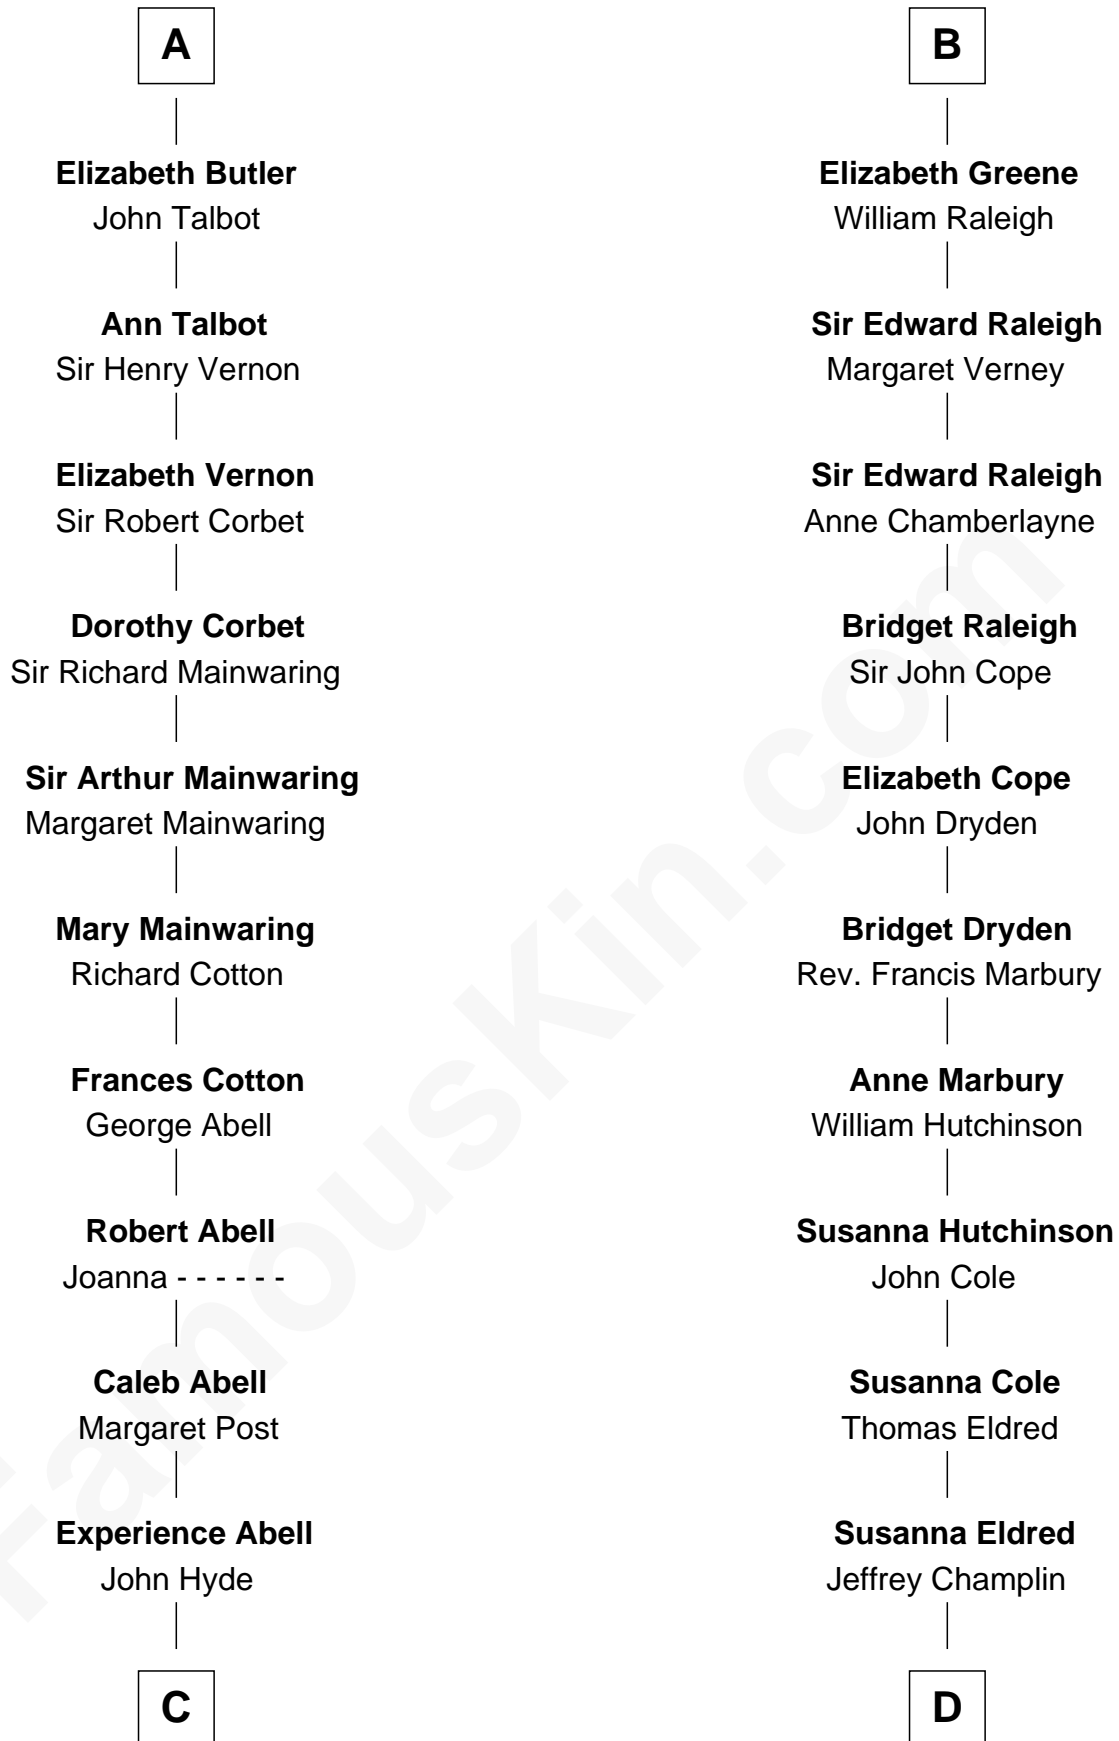 A
Elizabeth Butler
John Talbot
Ann Talbot
Sir Henry Vernon
Elizabeth Vernon
Sir Robert Corbet
Dorothy Corbet
Sir Richard Mainwaring
Sir Arthur Mainwaring
Margaret Mainwaring
Mary Mainwaring
Richard Cotton
Frances Cotton
George Abell
Robert Abell
Joanna - - - - - -
Caleb Abell
Margaret Post
Experience Abell
John Hyde
C
B
Elizabeth Greene
William Raleigh
Sir Edward Raleigh
Margaret Verney
Sir Edward Raleigh
Anne Chamberlayne
Bridget Raleigh
Sir John Cope
Elizabeth Cope
John Dryden
Bridget Dryden
Rev. Francis Marbury
Anne Marbury
William Hutchinson
Susanna Hutchinson
John Cole
Susanna Cole
Thomas Eldred
Susanna Eldred
Jeffrey Champlin
D
FamousKin.com